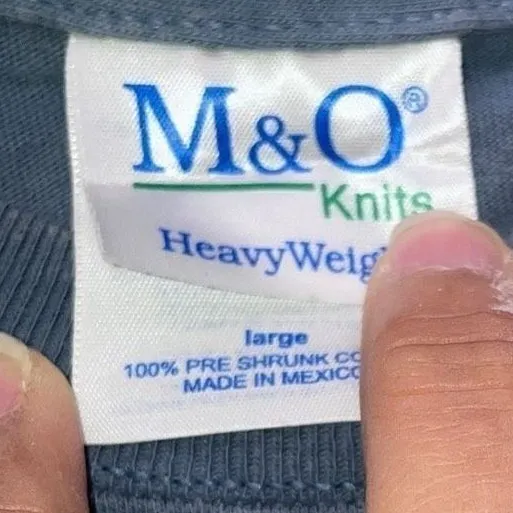 M&O®
Knits
HeavyWeig
large
100% PRE SHRUNK CO
MADE IN MEXICO